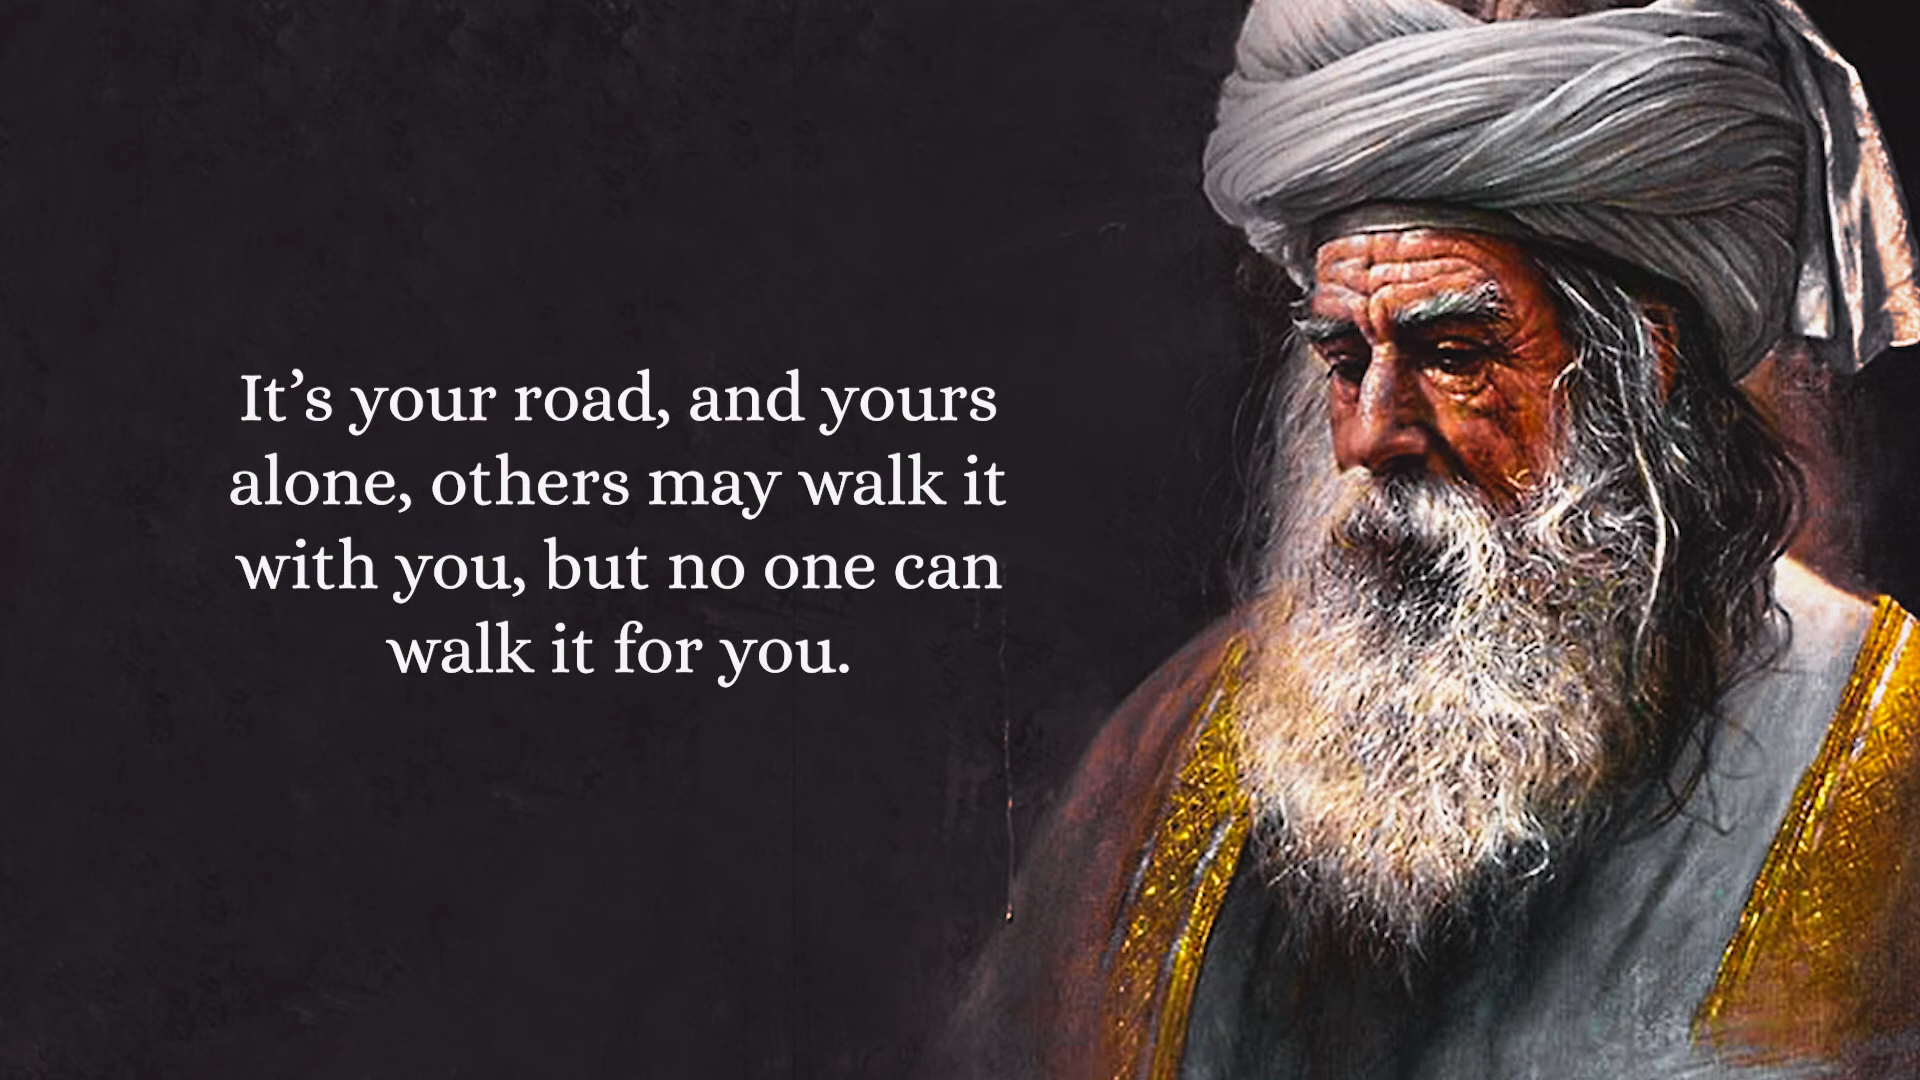 It’s your road, and yours
alone, others may walk it
with you, but no one can
walk it for you.